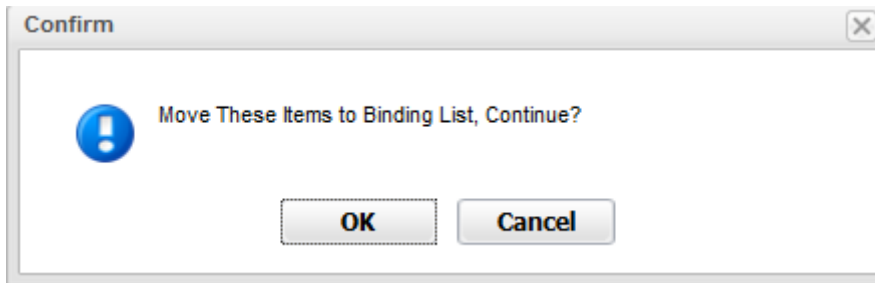 Confirm
Move These Items to Binding List, Continue?
OK
Cancel